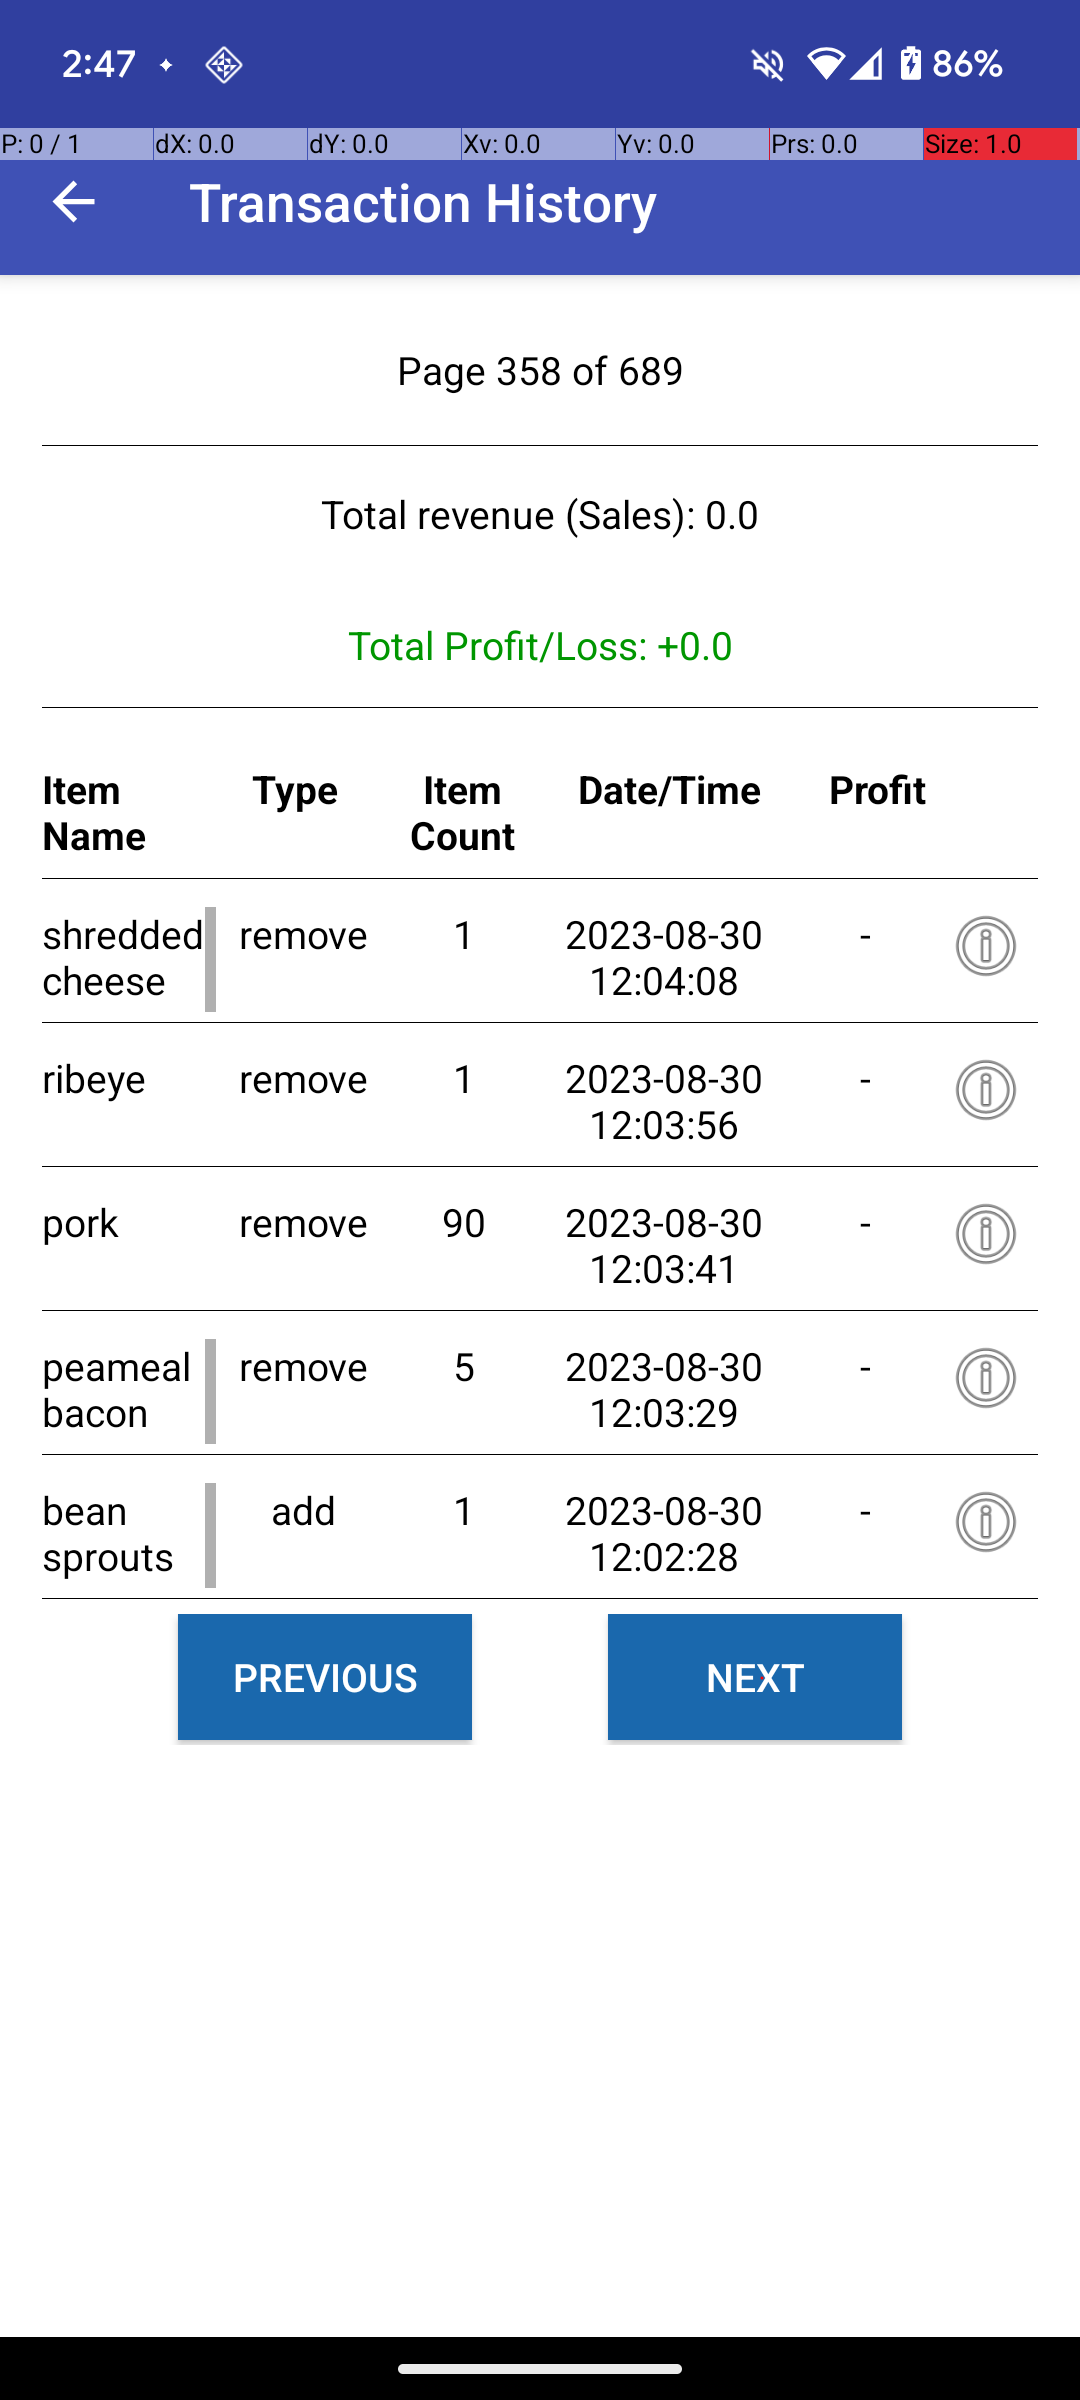 2:47
86%
P: 0 / 1 dX: 0.0 dY: 0.0 Xv: 0.0 Yv: 0.0 Prs: 0.0 Size: 1.0
Transaction History
Page 358 of 689
Total revenue (Sales): 0.0
Total Profit/Loss: +0.0
Item Name Type Item Count Date/Time Profit
shredded cheese remove 1 2023-08-30 12:04:08 -
ribeye remove 1 2023-08-30 12:03:56 -
pork remove 90 2023-08-30 12:03:41 -
peameal bacon remove 5 2023-08-30 12:03:29 -
bean sprouts add 1 2023-08-30 12:02:28 -
PREVIOUS NEXT